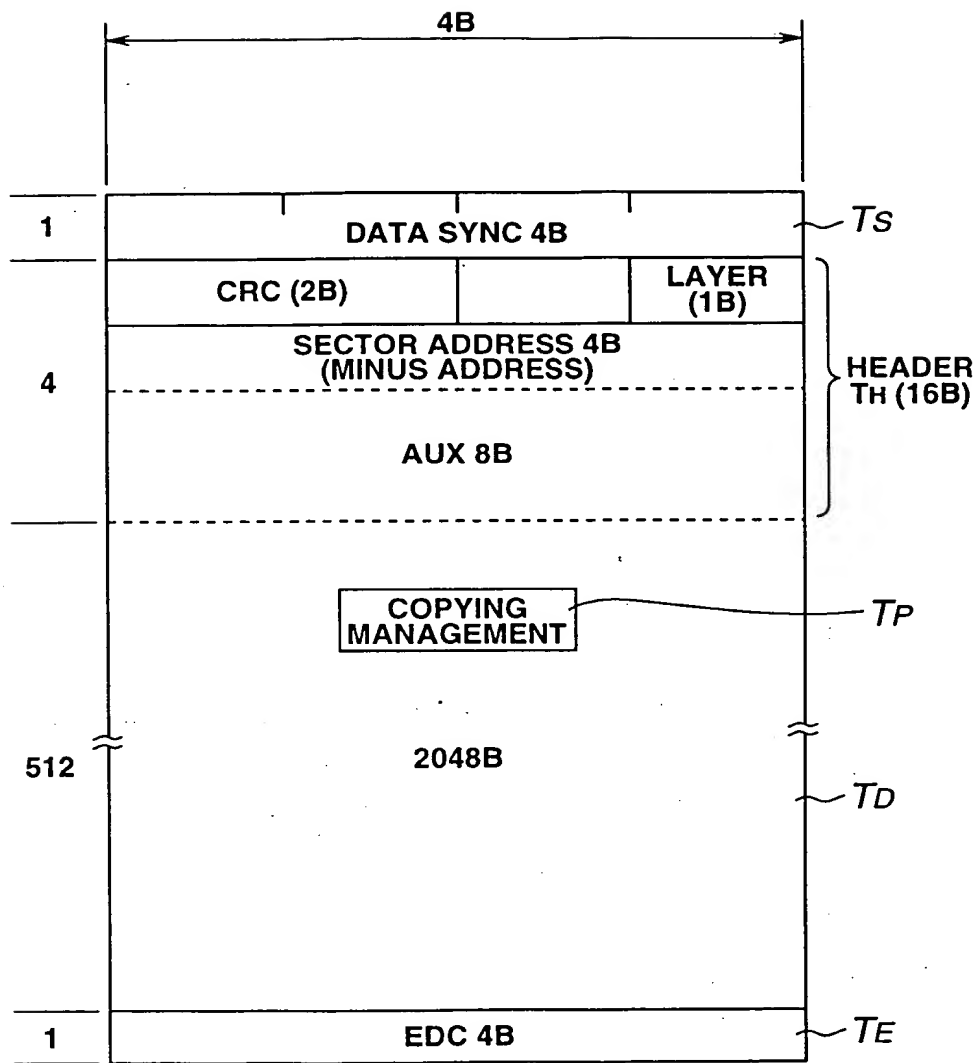 4B
1
DATA SYNC 4B
TS
CRC (2B)
LAYER
(1B)
4
SECTOR ADDRESS 4B
(MINUS ADDRESS)
HEADER
TH (16B)
AUX 8B
COPYING
MANAGEMENT
TP
512
2048B
TD
1
EDC 4B
TE